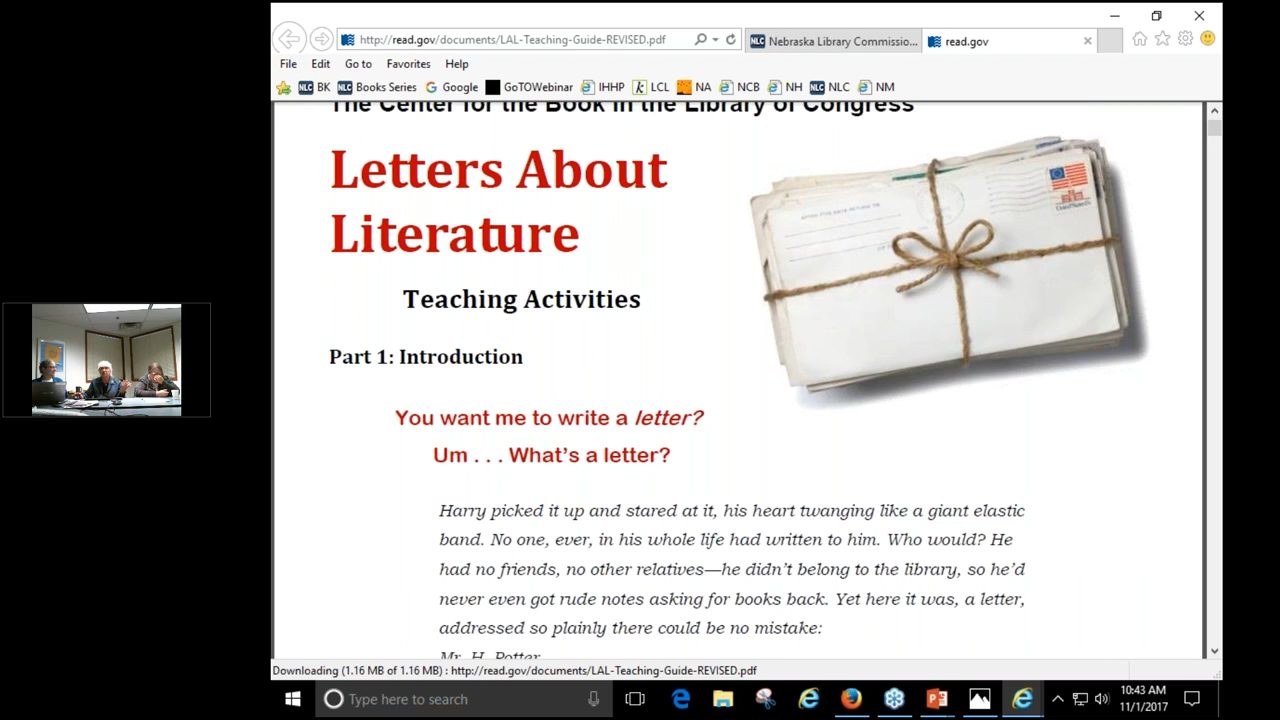 http://read.gov/documents/LAL-Teaching-Guide-REVISED.pdf
Nebraska Library Commissio...
read.gov
File Edit Go to Favorites Help
NLC BK NLC Books Series Google GoTOWebinar IHHP LCL NA NCB NH NLC NM
The Center for the Book in the Library of Congress
Letters About
Literature
Teaching Activities
Part 1: Introduction
You want me to write a letter?
Um . . . What's a letter?
Harry picked it up and stared at it, his heart twanging like a giant elastic
band. No one, ever, in his whole life had written to him. Who would? He
had no friends, no other relatives—he didn't belong to the library, so he'd
never even got rude notes asking for books back. Yet here it was, a letter,
addressed so plainly there could be no mistake:
Mr. H. Potter
Downloading (1.16 MB of 1.16 MB) : http://read.gov/documents/LAL-Teaching-Guide-REVISED.pdf
Type here to search
10:43 AM
11/1/2017